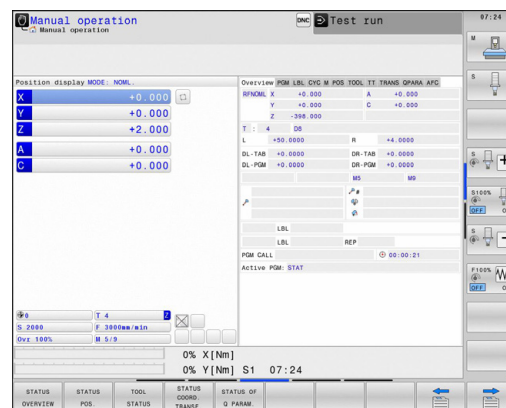 Manual operation
DNC
Test run
07:24
Manual operation
M
Position display MODE: NOML.
X +0.000
Y +0.000
Z +2.000
A +0.000
C +0.000
0
T 4
Z
S 2000
F 3000mm/min
Ovr 100%
M 5/9
Overview PGM LBL CYC M POS TOOL TT TRANS QPARA AFC
RFNOML X +0.000 A +0.000
Y +0.000 C +0.000
Z -398.000
T : 4 D8
L +50.0000 R +4.0000
DL-TAB +0.0000 DR-TAB +0.0000
DL-PGM +0.0000 DR-PGM +0.0000
M5 M9
#
LBL
LBL REP
PGM CALL 00:00:21
Active PGM: STAT
0% X[Nm]
0% Y[Nm] S1 07:24
S
S
S100%
OFF
S
F100%
OFF
STATUS OVERVIEW
STATUS POS.
TOOL STATUS
STATUS COORD. TRANSF.
STATUS OF Q PARAM.